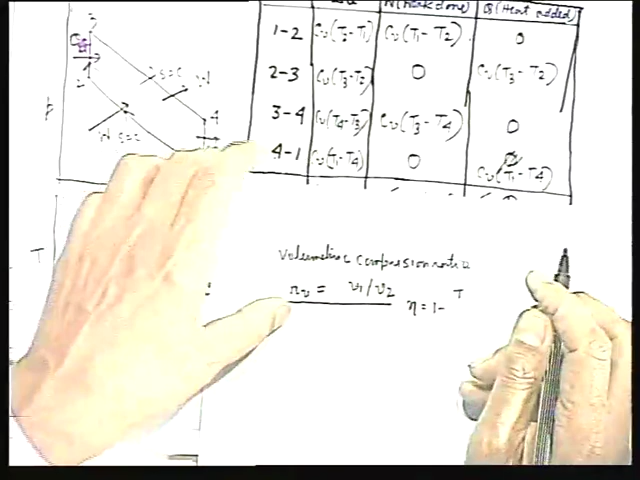 W (Work done) Q (Heat added)
1-2 Cv(T2-T1) Cv(T1-T2) 0
2-3 Cv(T3-T2) 0 Cv(T3-T2)
3-4 Cv(T4-T3) Cv(T3-T4) 0
4-1 Cv(T1-T4) 0 Cv(T1-T4)
3
Q
2
s=c W
4
p
W s=c
T
Volumetric compression ratio
rv = v1/v2
η = 1- T